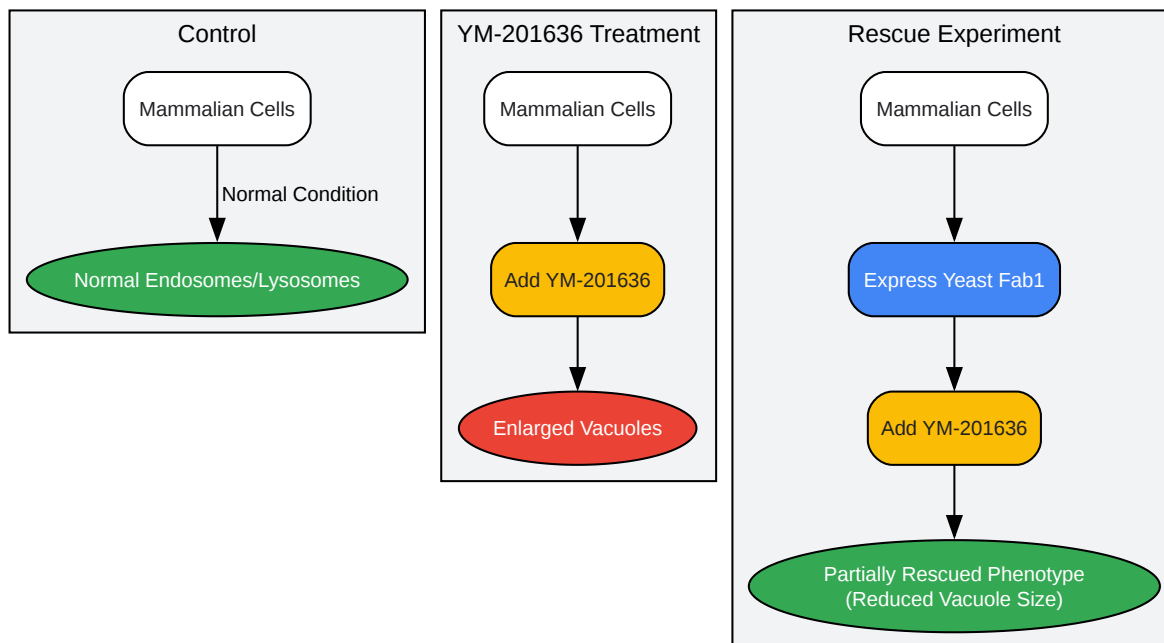 Control
Mammalian Cells
Normal Condition
Normal Endosomes/Lysosomes
YM-201636 Treatment
Mammalian Cells
Add YM-201636
Enlarged Vacuoles
Rescue Experiment
Mammalian Cells
Express Yeast Fab1
Add YM-201636
Partially Rescued Phenotype
(Reduced Vacuole Size)